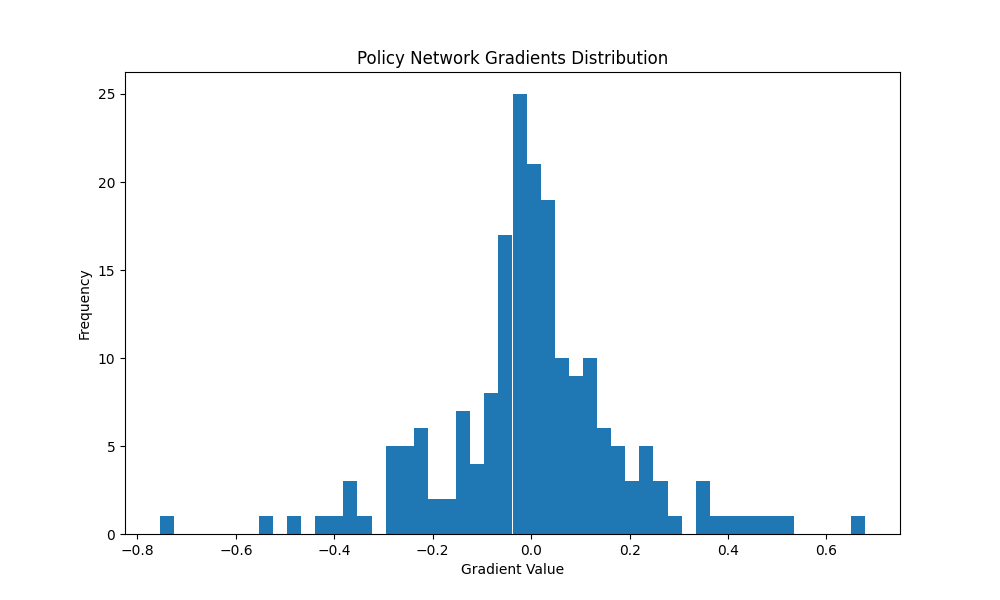 Policy Network Gradients Distribution
25
20
15
10
5
0
Frequency
−0.8 −0.6 −0.4 −0.2 0.0 0.2 0.4 0.6
Gradient Value